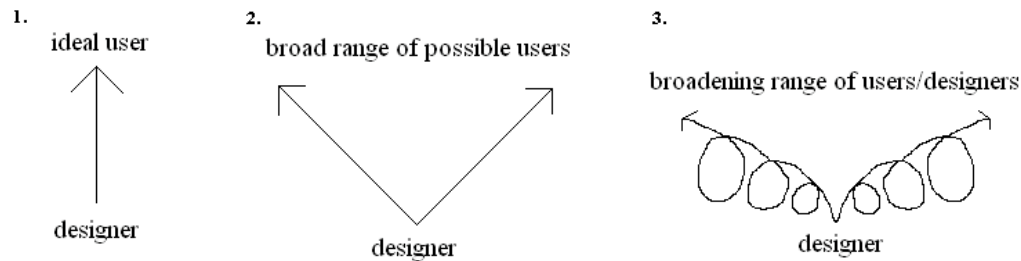 1.
ideal user
designer
2.
broad range of possible users
designer
3.
broadening range of users/designers
designer